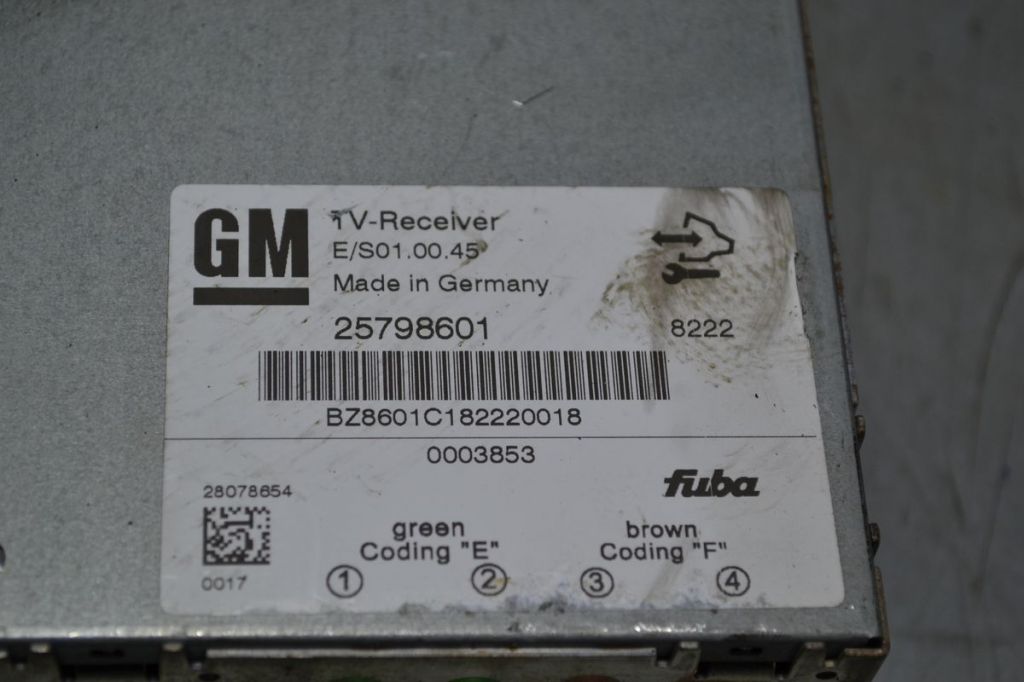 GM
TV-Receiver
E/S01.00.45
Made in Germany
25798601
8222
BZ8601C182220018
0003853
28078654
fuba
green
Coding "E"
brown
Coding "F"
0017
1 2 3 4